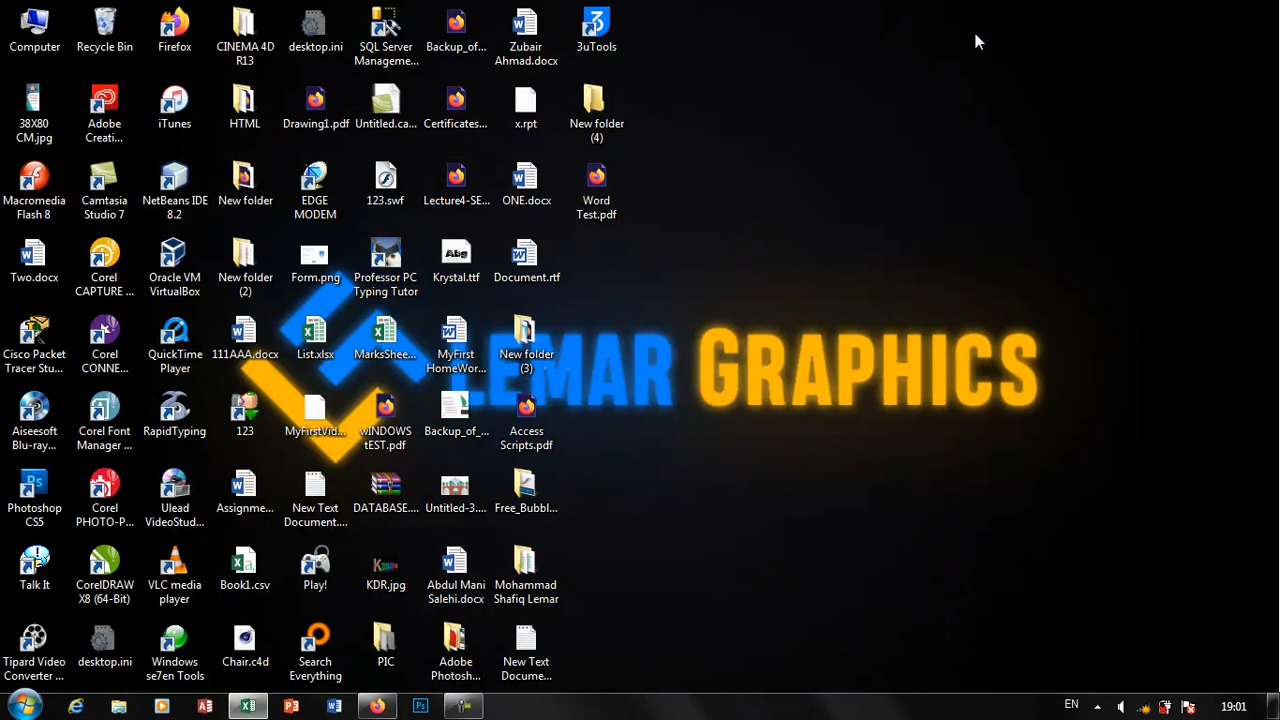 Computer
Recycle Bin
Firefox
CINEMA 4D
R13
desktop.ini
SQL Server
Manageme...
Backup_of...
Zubair
Ahmad.docx
3uTools
38X80
CM.jpg
Adobe
Creati...
iTunes
HTML
Drawing1.pdf
Untitled.ca...
Certificates...
x.rpt
New folder
(4)
Macromedia
Flash 8
Camtasia
Studio 7
NetBeans IDE
8.2
New folder
EDGE
MODEM
123.swf
Lecture4-SE...
ONE.docx
Word
Test.pdf
Two.docx
Corel
CAPTURE ...
Oracle VM
VirtualBox
New folder
(2)
Form.png
Professor PC
Typing Tutor
Abg
Krystal.ttf
Document.rtf
Cisco Packet
Tracer Stu...
Corel
CONNE...
QuickTime
Player
111AAA.docx
List.xlsx
MarksShee...
MyFirst
HomeWor...
New folder
(3)
LEMAR GRAPHICS
Aiseesoft
Blu-ray...
Corel Font
Manager ...
RapidTyping
123
MyFirstVid...
wINDOWS
tEST.pdf
Backup_of_...
Access
Scripts.pdf
Photoshop
CS5
Corel
PHOTO-P...
Ulead
VideoStud...
Assignme...
New Text
Document....
DATABASE....
Untitled-3....
Free_Bubbl...
Talk It
CorelDRAW
X8 (64-Bit)
VLC media
player
Book1.csv
Play!
KDR.jpg
Abdul Mani
Salehi.docx
Mohammad
Shafiq Lemar
Tipard Video
Converter ...
desktop.ini
Windows
se7en Tools
Chair.c4d
Search
Everything
PIC
Adobe
Photosh...
New Text
Docume...
EN
19:01